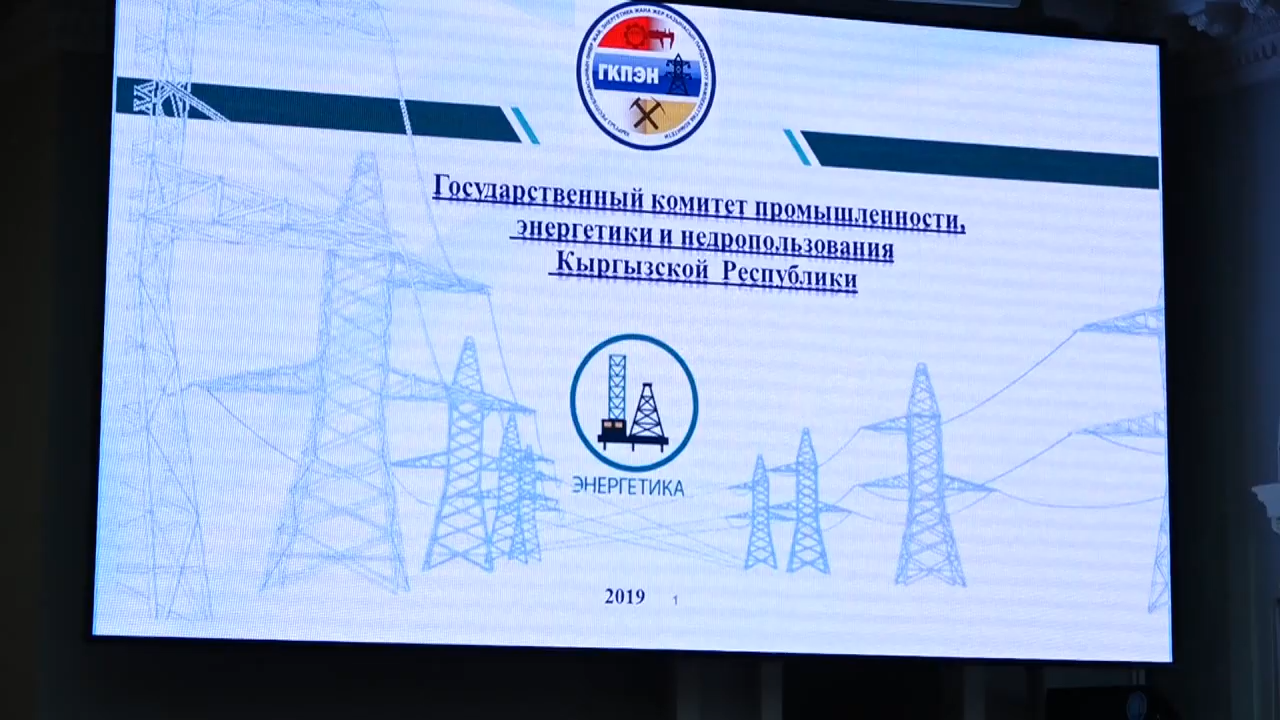 ГКПЭН
Государственный комитет промышленности,
энергетики и недропользования
Кыргызской Республики
ЭНЕРГЕТИКА
2019 1